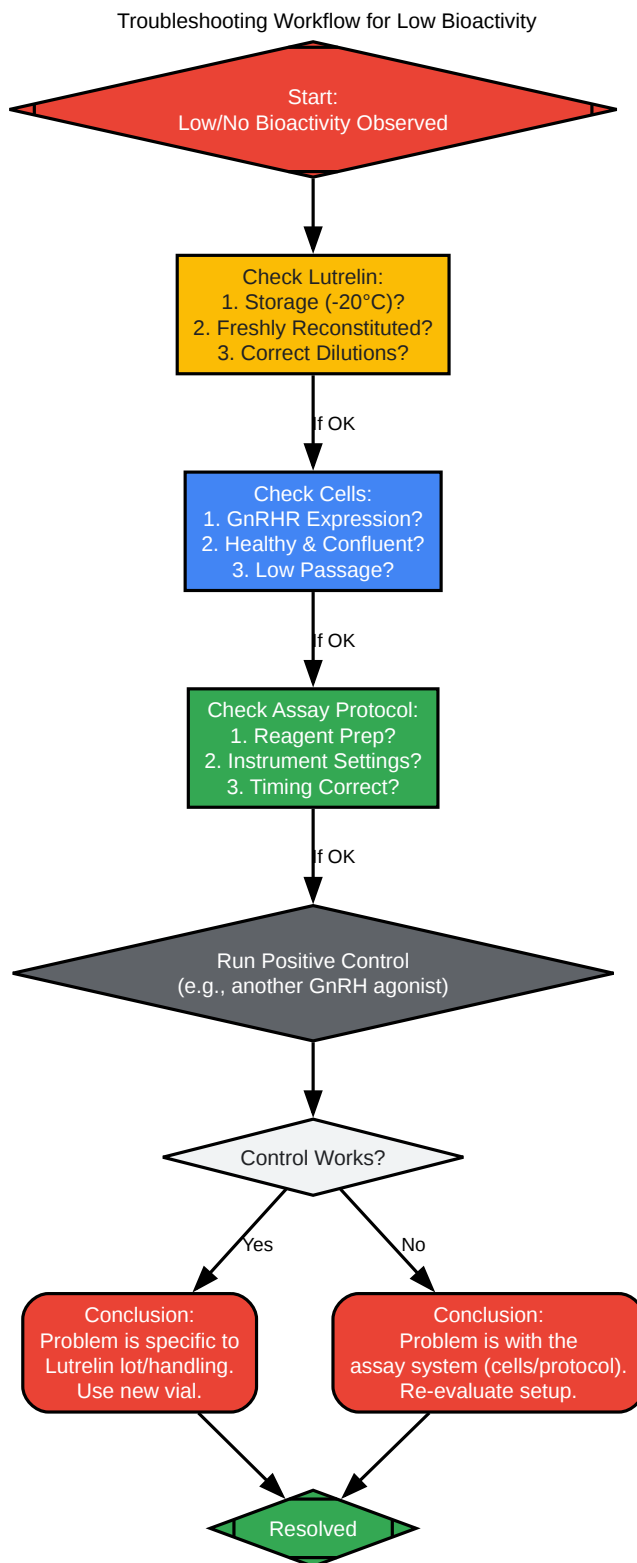 Troubleshooting Workflow for Low Bioactivity
Start:
Low/No Bioactivity Observed
Check Lutrelin:
1. Storage (-20°C)?
2. Freshly Reconstituted?
3. Correct Dilutions?
If OK
Check Cells:
1. GnRHR Expression?
2. Healthy & Confluent?
3. Low Passage?
If OK
Check Assay Protocol:
1. Reagent Prep?
2. Instrument Settings?
3. Timing Correct?
If OK
Run Positive Control
(e.g., another GnRH agonist)
Control Works?
Yes
No
Conclusion:
Problem is specific to
Lutrelin lot/handling.
Use new vial.
Conclusion:
Problem is with the
assay system (cells/protocol).
Re-evaluate setup.
Resolved